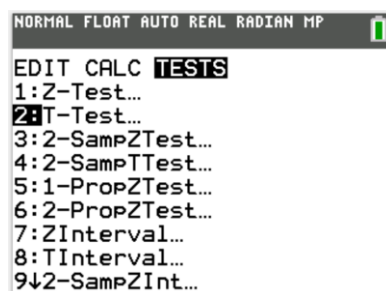 NORMAL FLOAT AUTO REAL RADIAN MP
EDIT CALC TESTS
1:Z-Test…
2:T-Test…
3:2-SampZTest…
4:2-SampTTest…
5:1-PropZTest…
6:2-PropZTest…
7:ZInterval…
8:TInterval…
9↓2-SampZInt…